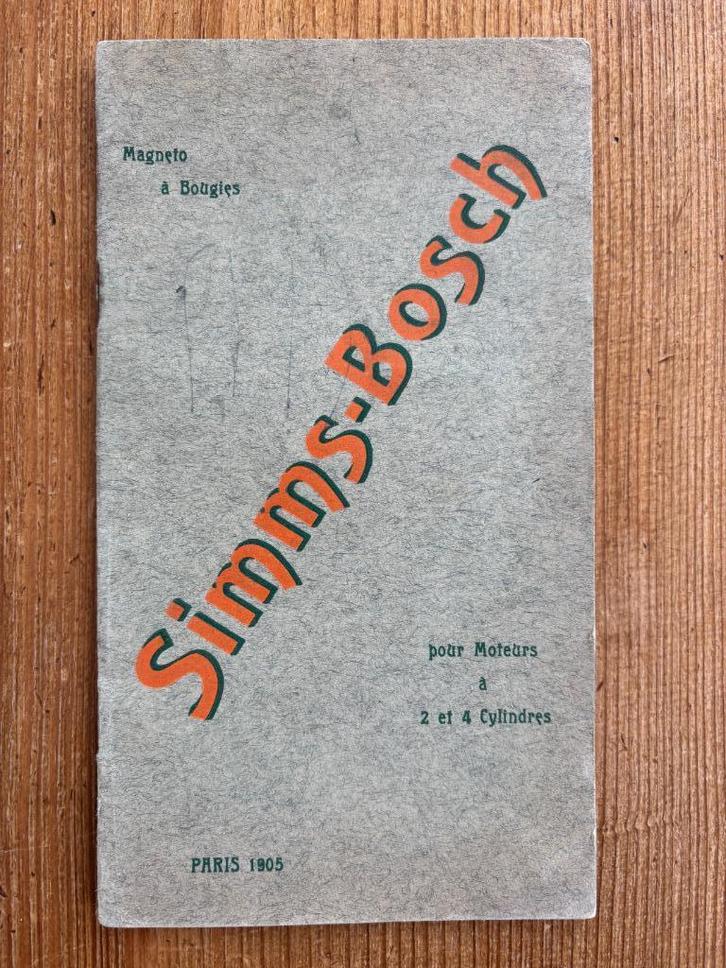 Magneto
à Bougies
Simms-Bosch
pour Moteurs
à
2 et 4 Cylindres
PARIS 1905